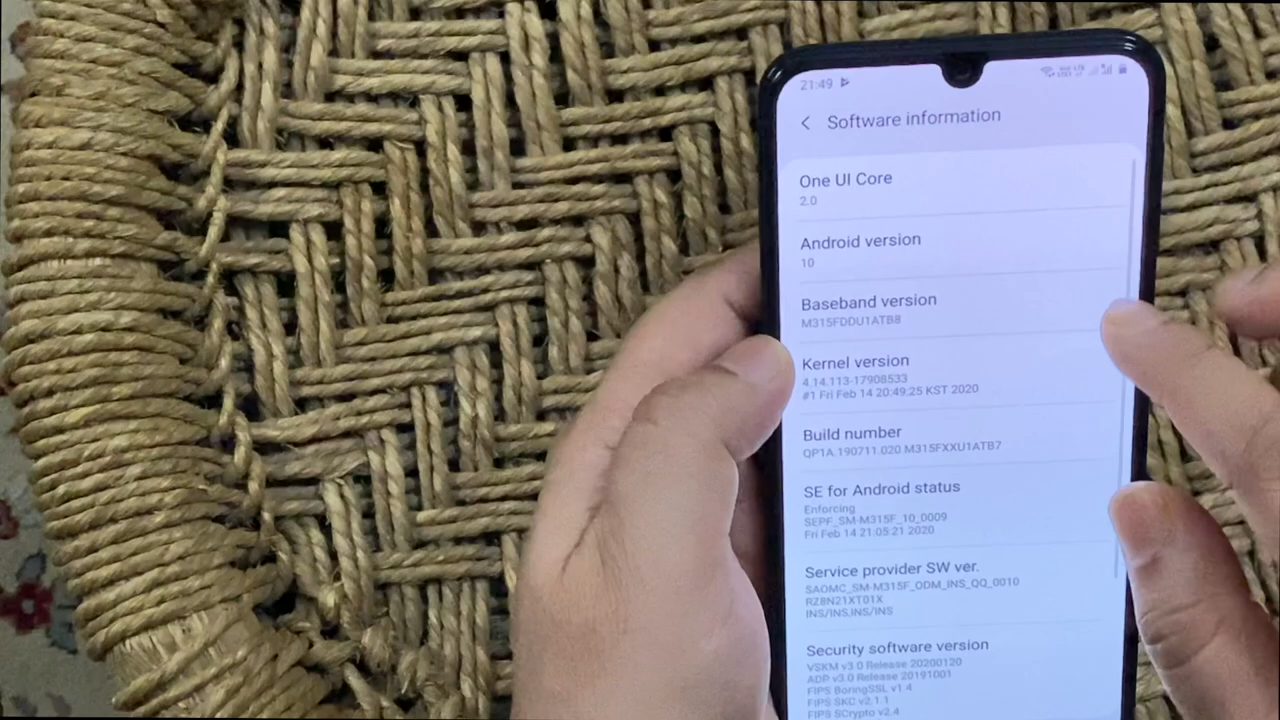 21:49
Software information
One UI Core
2.0
Android version
10
Baseband version
M315FDDU1ATB8
Kernel version
4.14.113-17908533
#1 Fri Feb 14 20:49:25 KST 2020
Build number
QP1A.190711.020.M315FXXU1ATB7
SE for Android status
Enforcing
SEPF_SM-M315F_10_0009
Fri Feb 14 21:05:21 2020
Service provider SW ver.
SAOMC_SM-M315F_ODM_INS_QQ_0010
RZ8N21XT01X
INS/INS,INS/INS
Security software version
VSKM v3.0 Release 20200120
ADP v3.0 Release 20191001
FIPS BoringSSL v1.4
FIPS SKC v2.1.1
FIPS SCrypto v2.4